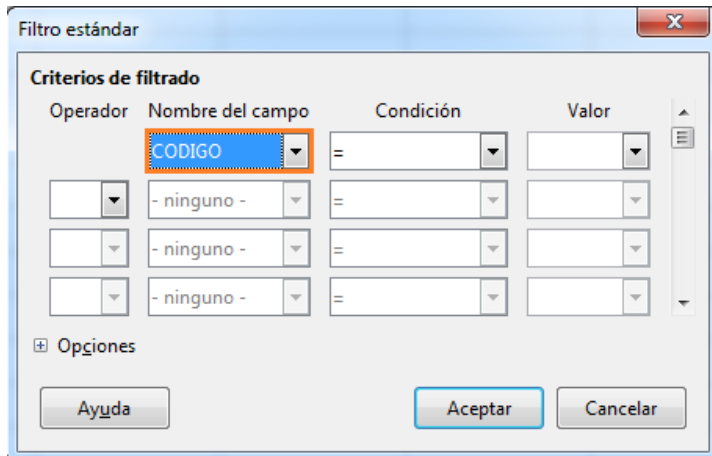 Filtro estándar
Criterios de filtrado
Operador Nombre del campo Condición Valor
CODIGO =
- ninguno - =
- ninguno - =
- ninguno - =
Opciones
Ayuda Aceptar Cancelar